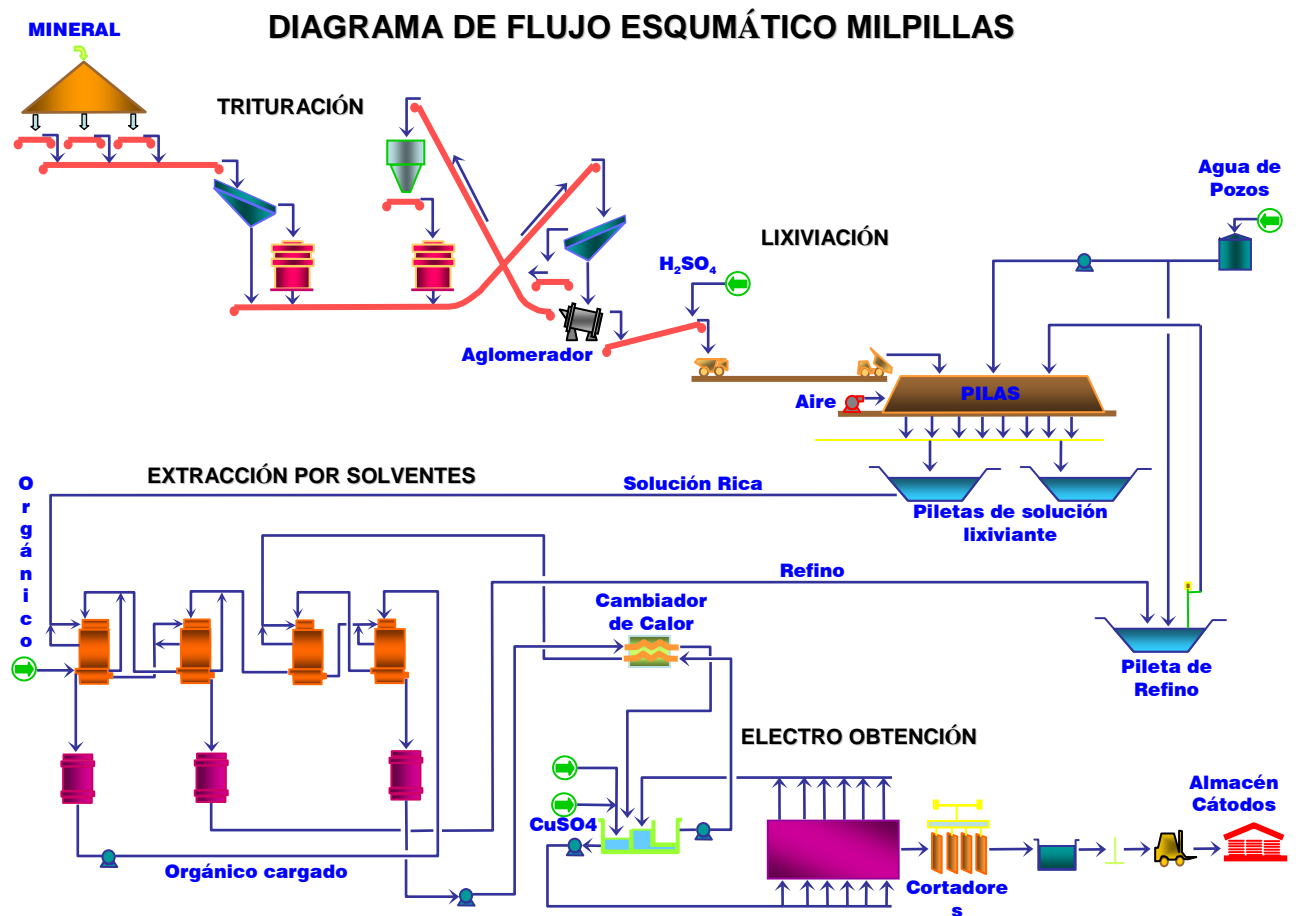 DIAGRAMA DE FLUJO ESQUMÁTICO MILPILLAS
MINERAL
TRITURACIÓN
Agua de
Pozos
LIXIVIACIÓN
H₂SO₄
Aglomerador
Aire
PILAS
EXTRACCIÓN POR SOLVENTES
Solución Rica
Piletas de solución
lixiviante
O
r
g
á
n
i
c
o
Refino
Cambiador
de Calor
Pileta de
Refino
ELECTRO OBTENCIÓN
Almacén
Cátodos
CuSO4
Orgánico cargado
Cortadore
s